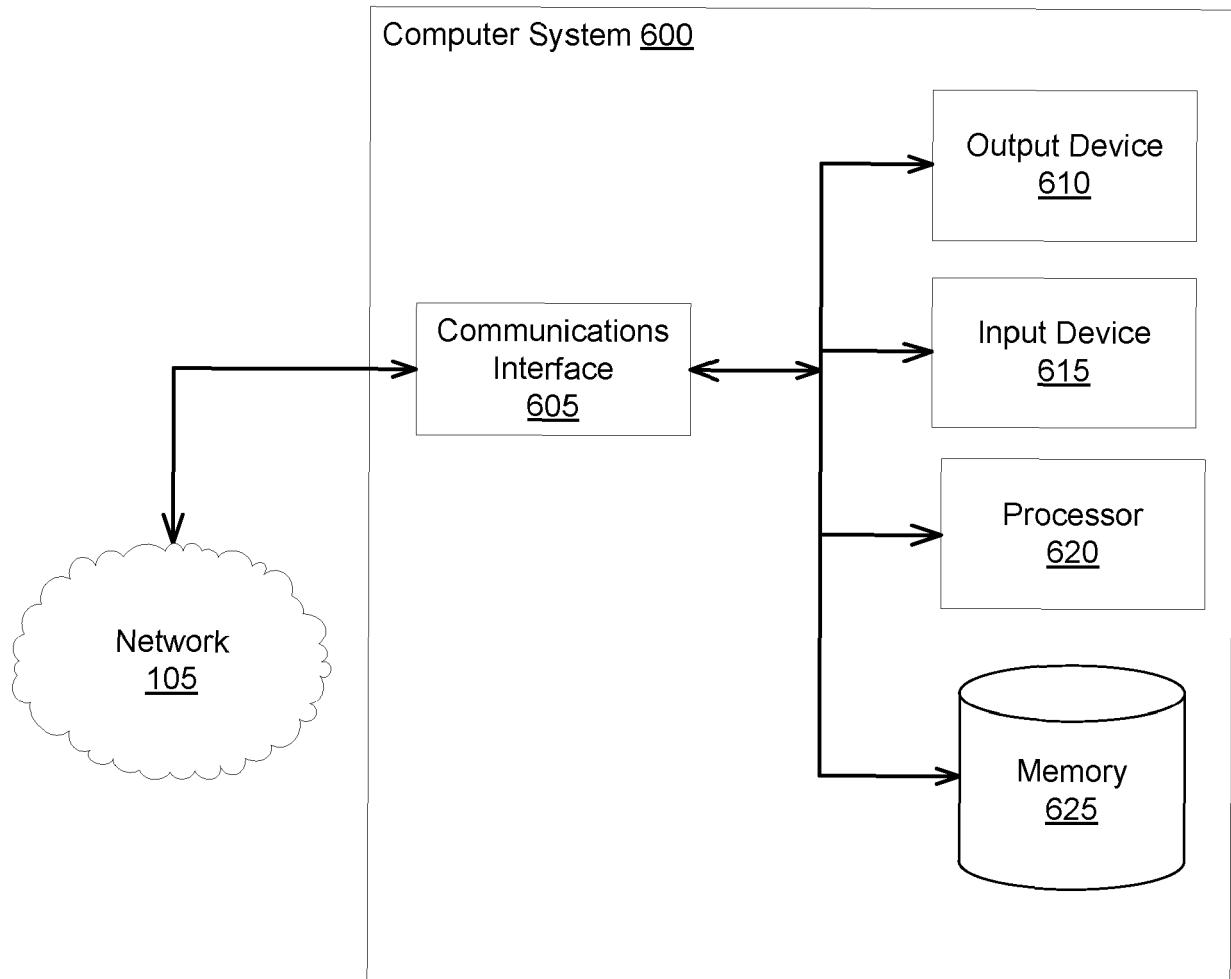 Computer System 600
Output Device
610
Communications
Interface
605
Input Device
615
Processor
620
Network
105
Memory
625